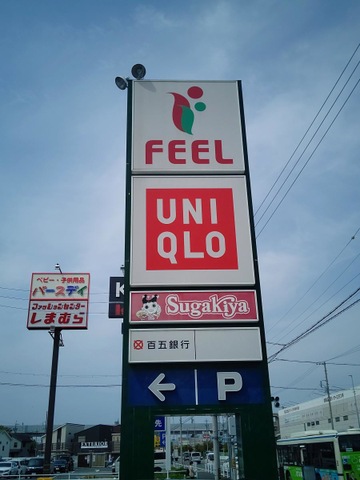 FEEL
UNI
QLO
Sugakiya
百五銀行
← P
ベビー・子供用品
バースデイ
ファッションセンター
しまむら
K
INTERIOR